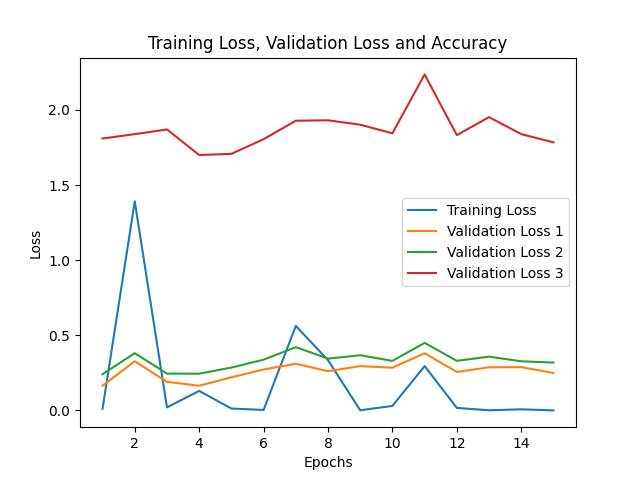 Training Loss, Validation Loss and Accuracy
2.0
1.5
1.0
0.5
0.0
Loss
Training Loss
Validation Loss 1
Validation Loss 2
Validation Loss 3
2 4 6 8 10 12 14
Epochs